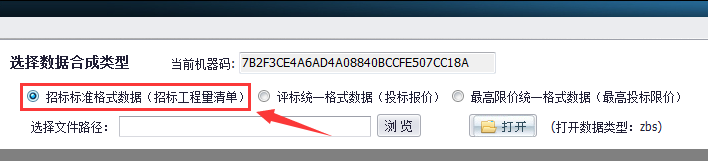 选择数据合成类型 当前机器码: 7B2F3CE4A6AD4A08840BCCFE507CC18A
招标标准格式数据（招标工程量清单） 评标统一格式数据（投标报价） 最高限价统一格式数据（最高投标限价）
选择文件路径: 浏览 打开 (打开数据类型: zbs)